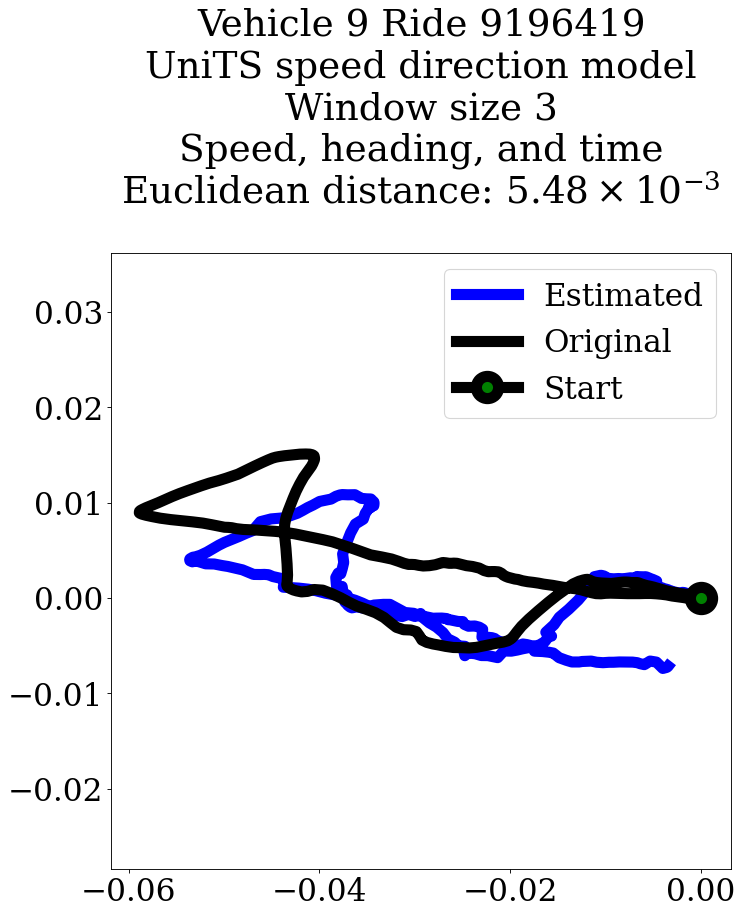 Vehicle 9 Ride 9196419
UniTS speed direction model
Window size 3
Speed, heading, and time
Euclidean distance: 5.48 × 10⁻³
Estimated
Original
Start
0.03
0.02
0.01
0.00
−0.01
−0.02
−0.06 −0.04 −0.02 0.00